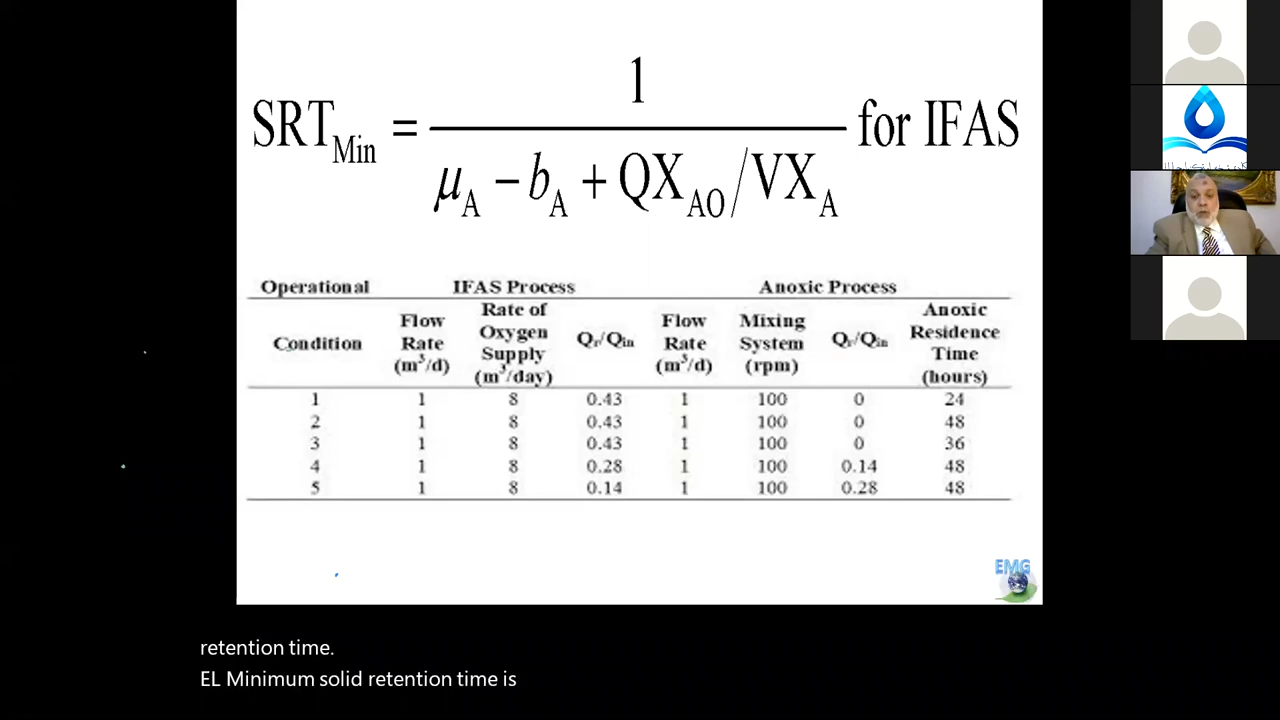 SRT_Min = 1 / (μ_A − b_A + QX_AO/VX_A) for IFAS
Operational IFAS Process Anoxic Process
Condition Flow Rate (m³/d) Rate of Oxygen Supply (m³/day) Qr/Qin Flow Rate (m³/d) Mixing System (rpm) Qr/Qin Anoxic Residence Time (hours)
1 1 8 0.43 1 100 0 24
2 1 8 0.43 1 100 0 48
3 1 8 0.43 1 100 0 36
4 1 8 0.28 1 100 0.14 48
5 1 8 0.14 1 100 0.28 48
EMG
retention time.
EL Minimum solid retention time is